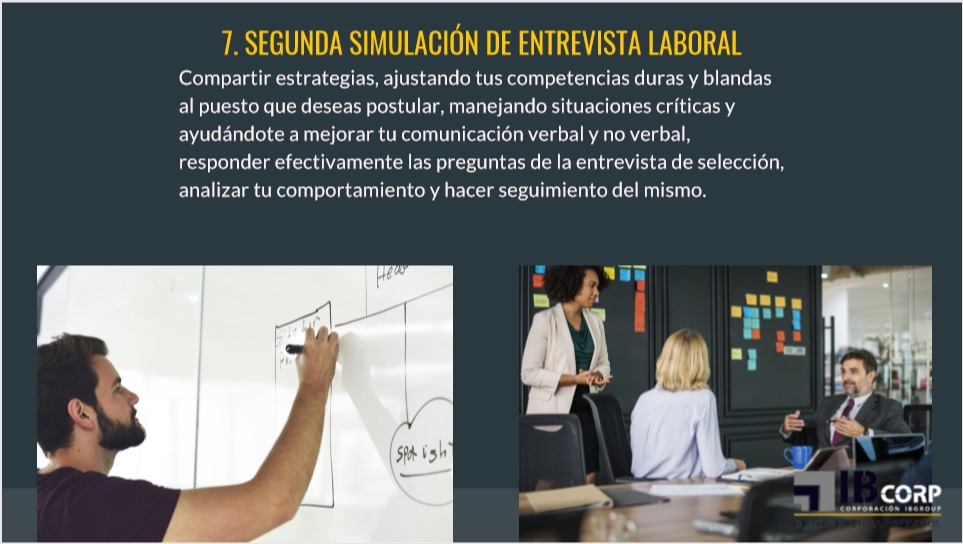 7. SEGUNDA SIMULACIÓN DE ENTREVISTA LABORAL
Compartir estrategias, ajustando tus competencias duras y blandas
al puesto que deseas postular, manejando situaciones críticas y
ayudándote a mejorar tu comunicación verbal y no verbal,
responder efectivamente las preguntas de la entrevista de selección,
analizar tu comportamiento y hacer seguimiento del mismo.
IBCORP
CORPORACIÓN IBGROUP